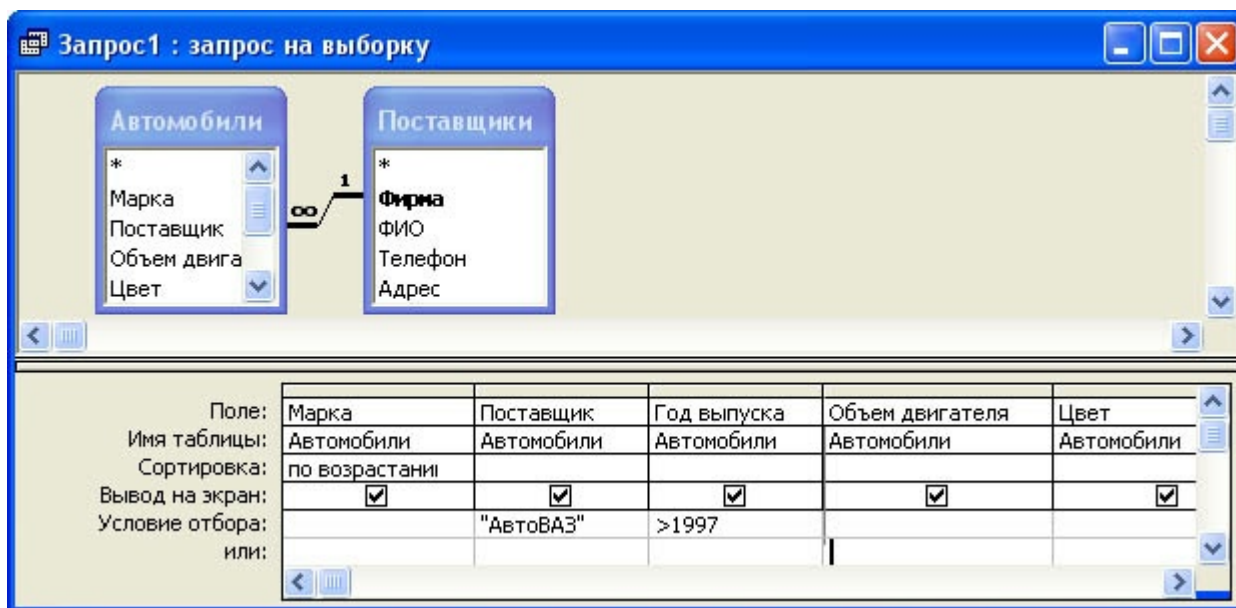 Запрос1 : запрос на выборку
Автомобили
*
Марка
Поставщик
Объем двига
Цвет
∞ 1
Поставщики
*
Фирма
ФИО
Телефон
Адрес
Поле: Марка Поставщик Год выпуска Объем двигателя Цвет
Имя таблицы: Автомобили Автомобили Автомобили Автомобили Автомобили
Сортировка: по возрастани
Вывод на экран:
Условие отбора: "АвтоВАЗ" >1997
или: